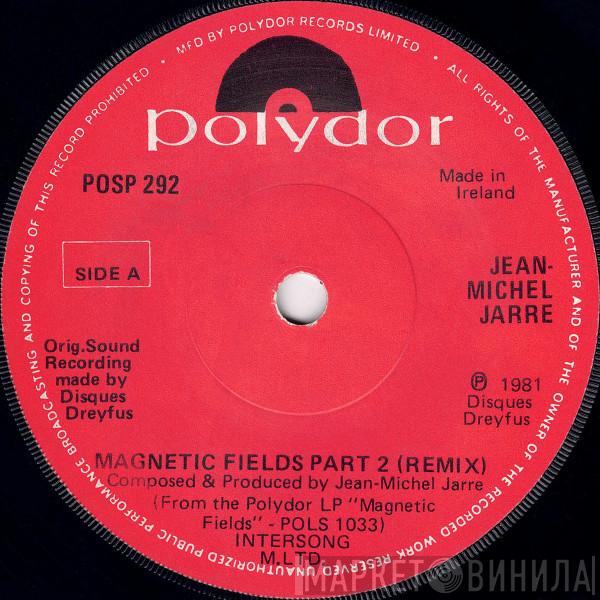 MFD BY POLYDOR RECORDS LIMITED • ALL RIGHTS OF THE MANUFACTURER AND OF THE OWNER OF THE RECORDED WORK RESERVED UNAUTHORIZED PUBLIC PERFORMANCE BROADCASTING AND COPYING OF THIS RECORD PROHIBITED •
polydor
POSP 292
Made in
Ireland
SIDE A
JEAN-
MICHEL
JARRE
Orig.Sound
Recording
made by
Disques
Dreyfus
℗ 1981
Disques
Dreyfus
MAGNETIC FIELDS PART 2 (REMIX)
Composed & Produced by Jean-Michel Jarre
(From the Polydor LP "Magnetic
Fields" - POLS 1033)
INTERSONG
M.LTD.
МАРКЕТ ВИНИЛА